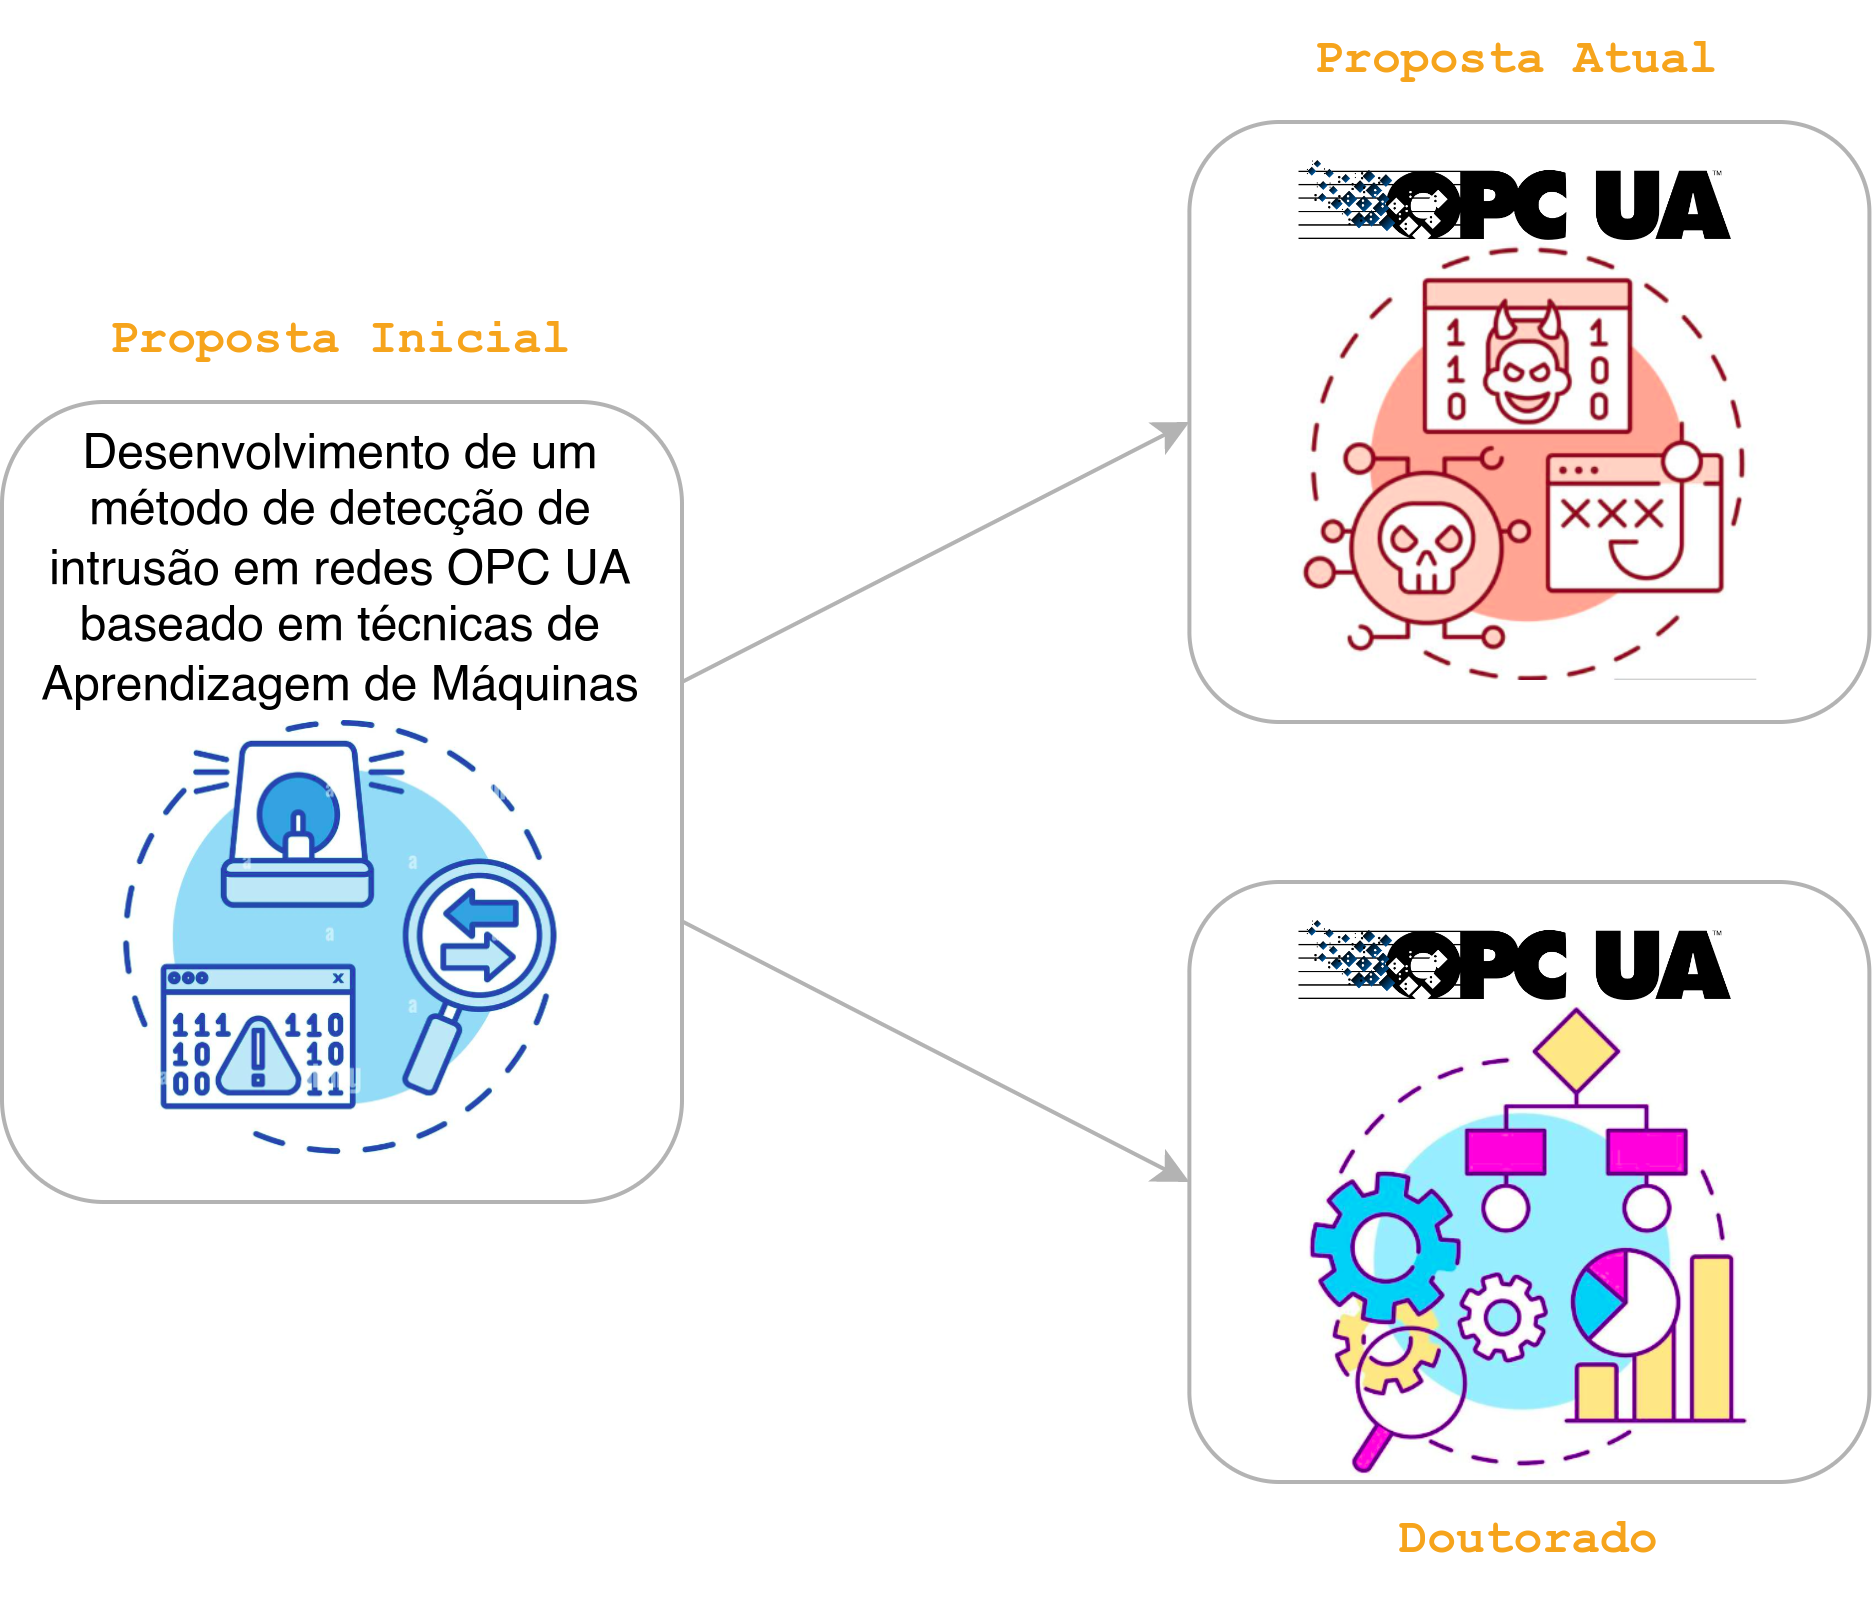 Proposta Atual
OPC UA™
1 1
1 0
0 0
XXX
Proposta Inicial
Desenvolvimento de um
método de detecção de
intrusão em redes OPC UA
baseado em técnicas de
Aprendizagem de Máquinas
x
111 110
10 10
00 11
OPC UA™
Doutorado